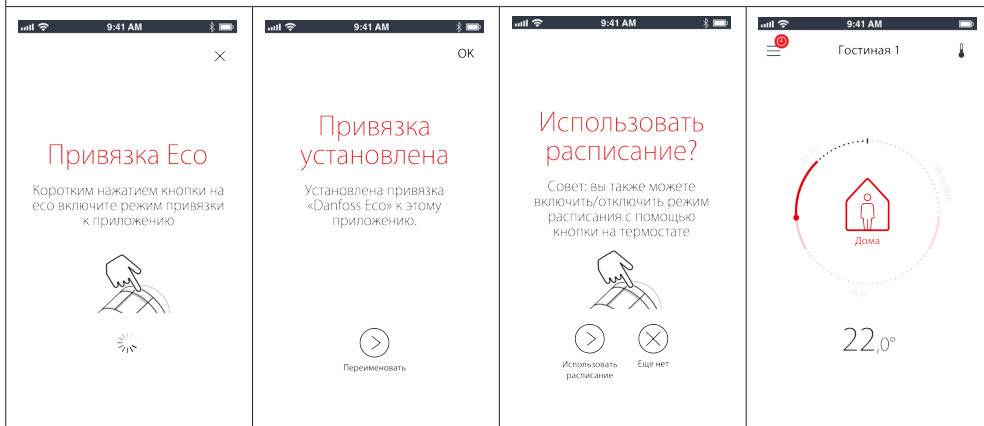 9:41 AM
Привязка Eco
Коротким нажатием кнопки на
eco включите режим привязки
к приложению
9:41 AM
OK
Привязка
установлена
Установлена привязка
«Danfoss Eco» к этому
приложению.
Переименовать
9:41 AM
Использовать
расписание?
Совет: вы также можете
включить/отключить режим
расписания с помощью
кнопки на термостате
Использовать
расписание
Еще нет
9:41 AM
Гостиная 1
Дома
22,0°